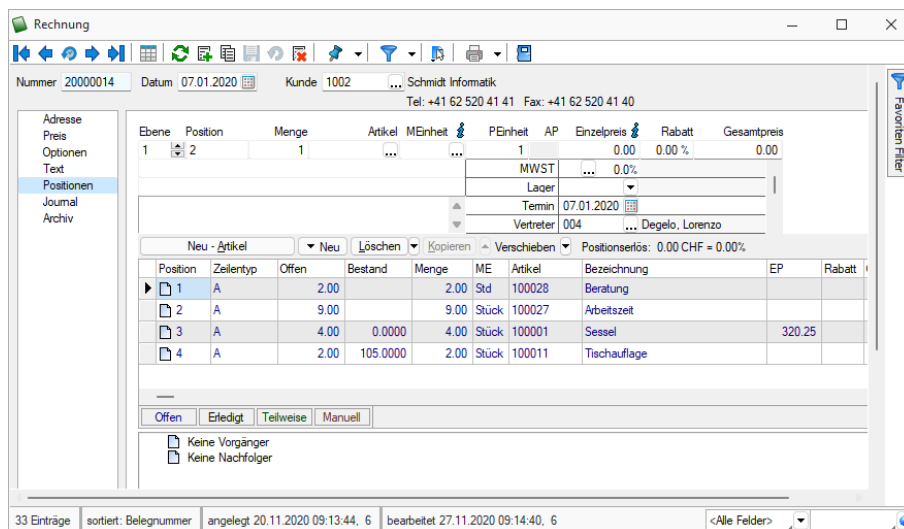 Rechnung
Nummer 20000014 Datum 07.01.2020 Kunde 1002 ... Schmidt Informatik
Tel: +41 62 520 41 41 Fax: +41 62 520 41 40
Favoriten Filter
Adresse
Preis
Optionen
Text
Positionen
Journal
Archiv
Ebene Position Menge Artikel MEinheit PEinheit AP Einzelpreis Rabatt Gesamtpreis
1 2 1 ... ... 1 0.00 0.00 % 0.00
MWST ... 0.0%
Lager
Termin 07.01.2020
Vertreter 004 ... Degelo, Lorenzo
Neu - Artikel Neu Löschen Kopieren Verschieben Positionserlös: 0.00 CHF = 0.00%
Position Zeilentyp Offen Bestand Menge ME Artikel Bezeichnung EP Rabatt
1 A 2.00 2.00 Std 100028 Beratung
2 A 9.00 9.00 Stück 100027 Arbeitszeit
3 A 4.00 0.0000 4.00 Stück 100001 Sessel 320.25
4 A 2.00 105.0000 2.00 Stück 100011 Tischauflage
Offen Erledigt Teilweise Manuell
Keine Vorgänger
Keine Nachfolger
33 Einträge sortiert: Belegnummer angelegt 20.11.2020 09:13:44, 6 bearbeitet 27.11.2020 09:14:40, 6 <Alle Felder>